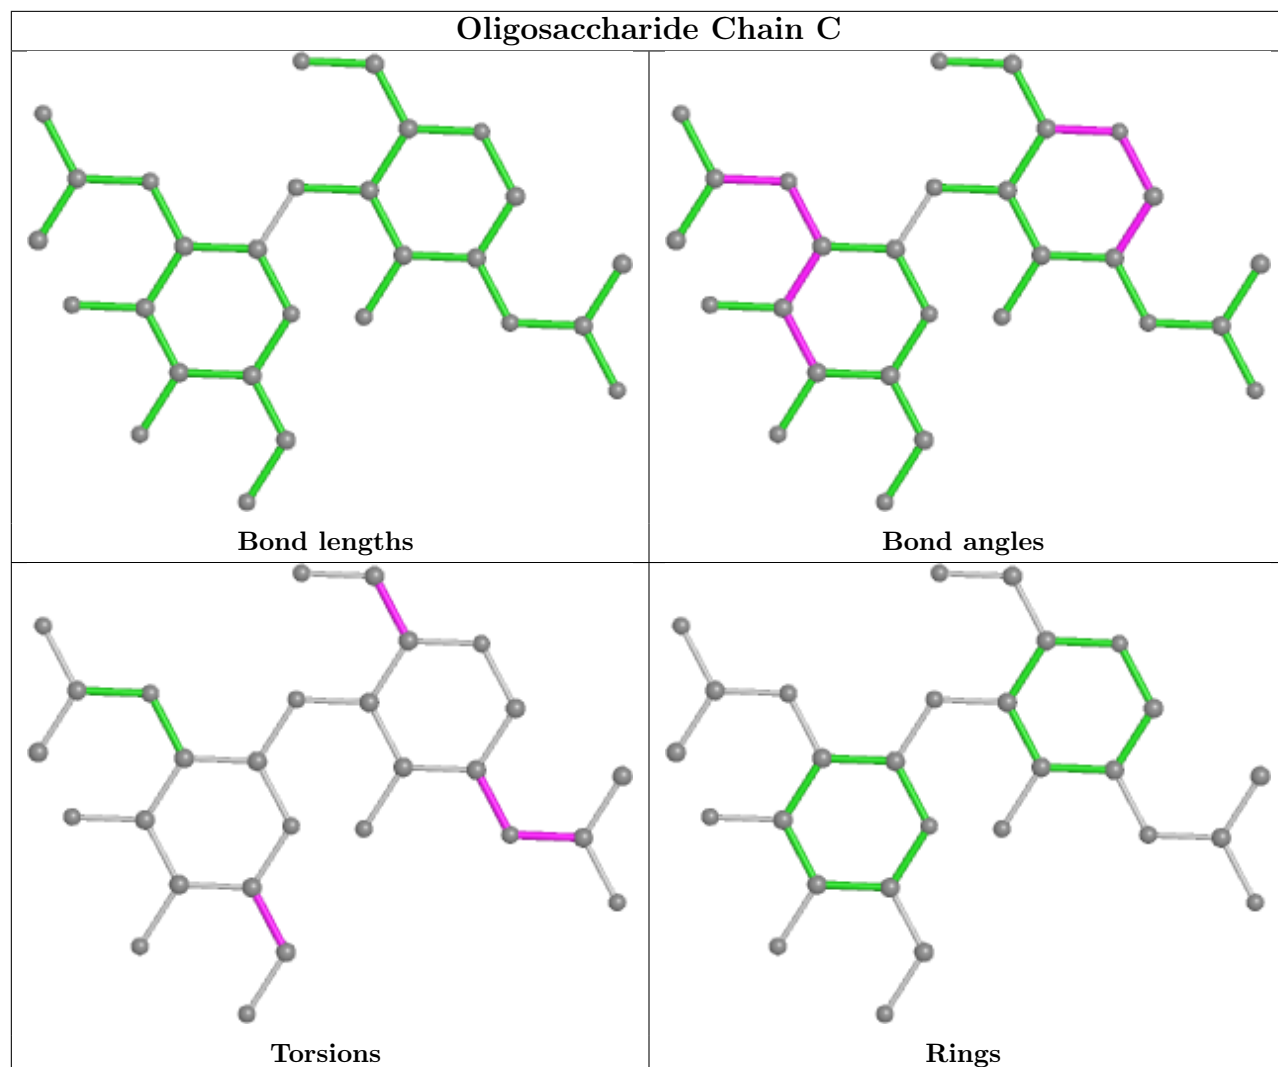 Oligosaccharide Chain C
Bond lengths
Bond angles
Torsions
Rings